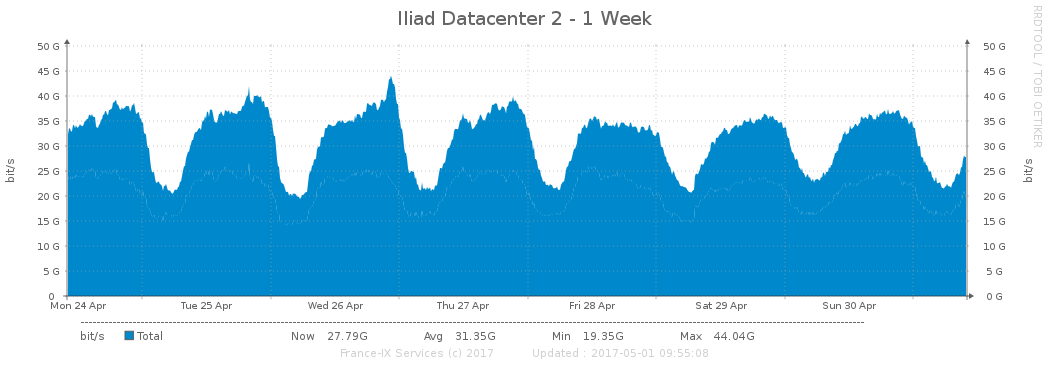 Iliad Datacenter 2 - 1 Week
RRDTOOL / TOBI OETIKER
bit/s
50 G 50 G
45 G 45 G
40 G 40 G
35 G 35 G
30 G 30 G
25 G 25 G
20 G 20 G
15 G 15 G
10 G 10 G
5 G 5 G
0 0 G
bit/s
Mon 24 Apr Tue 25 Apr Wed 26 Apr Thu 27 Apr Fri 28 Apr Sat 29 Apr Sun 30 Apr
bit/s Total Now 27.79G Avg 31.35G Min 19.35G Max 44.04G
France-IX Services (c) 2017 Updated : 2017-05-01 09:55:08